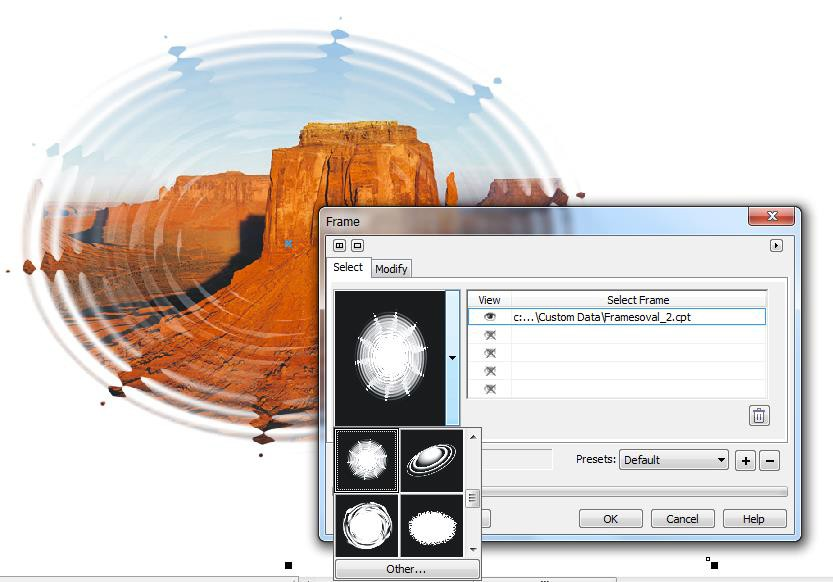 Frame
Select
Modify
View
Select Frame
c:...\Custom Data\Framesoval_2.cpt
Presets:
Default
OK
Cancel
Help
Other...